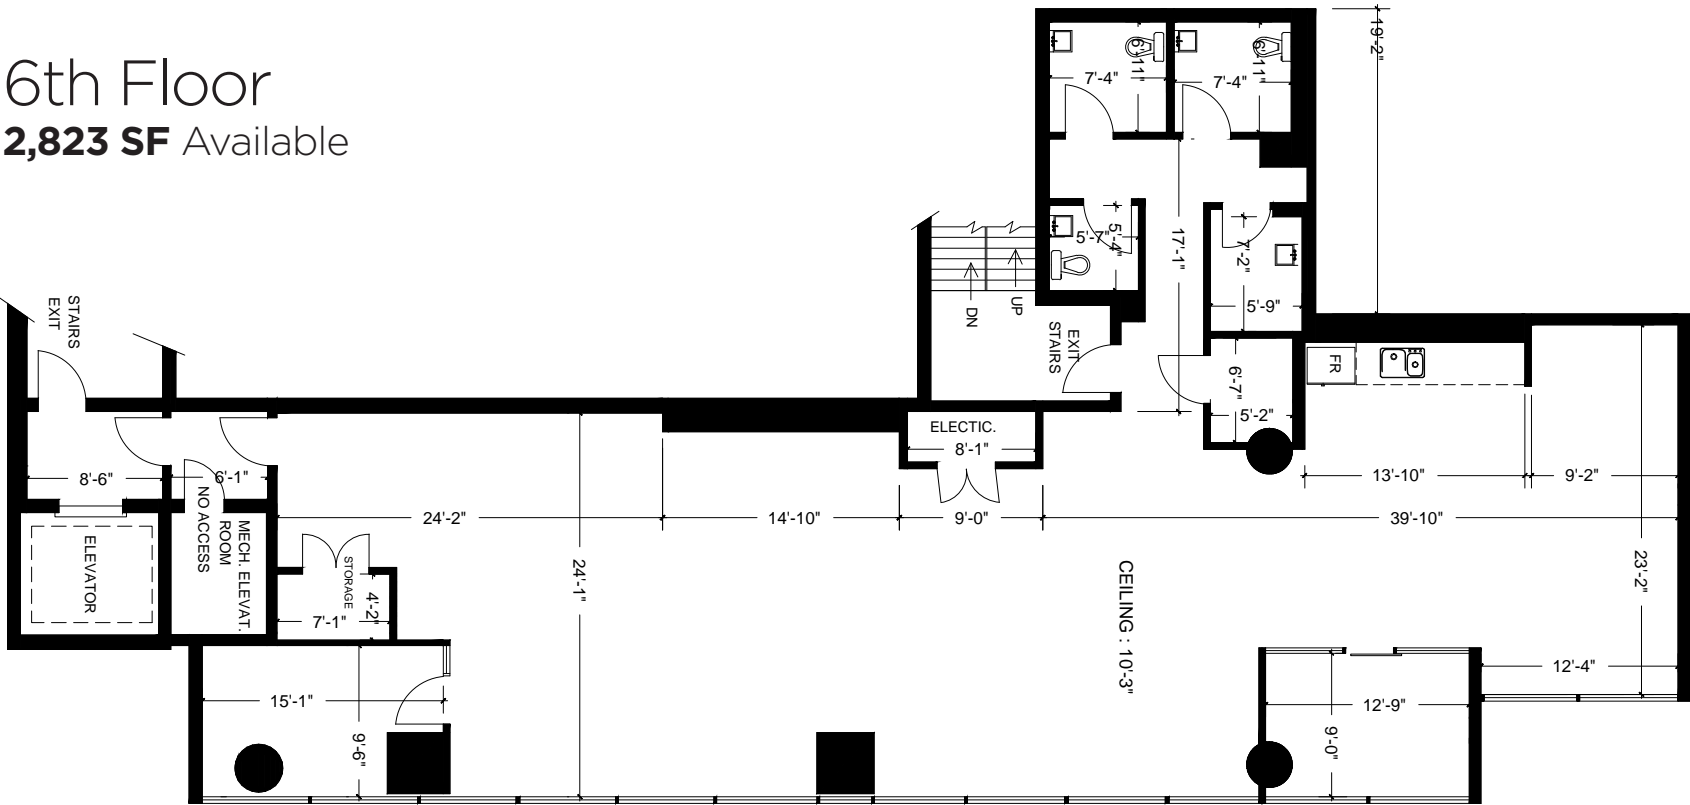 6th Floor
2,823 SF Available
19'-2"
6'-11"
6'-11"
7'-4"
7'-4"
5'-7"
5'-4"
17'-1"
7'-2"
5'-9"
UP
DN
EXIT
STAIRS
STAIRS
EXIT
FR
6'-7"
5'-2"
ELECTIC.
8'-1"
8'-6"
6'-1"
13'-10"
9'-2"
24'-2"
14'-10"
9'-0"
39'-10"
ELEVATOR
MECH. ELEVAT.
ROOM
NO ACCESS
STORAGE
4'-2"
7'-1"
24'-1"
CEILING : 10'-3"
23'-2"
12'-4"
15'-1"
9'-6"
12'-9"
9'-0"